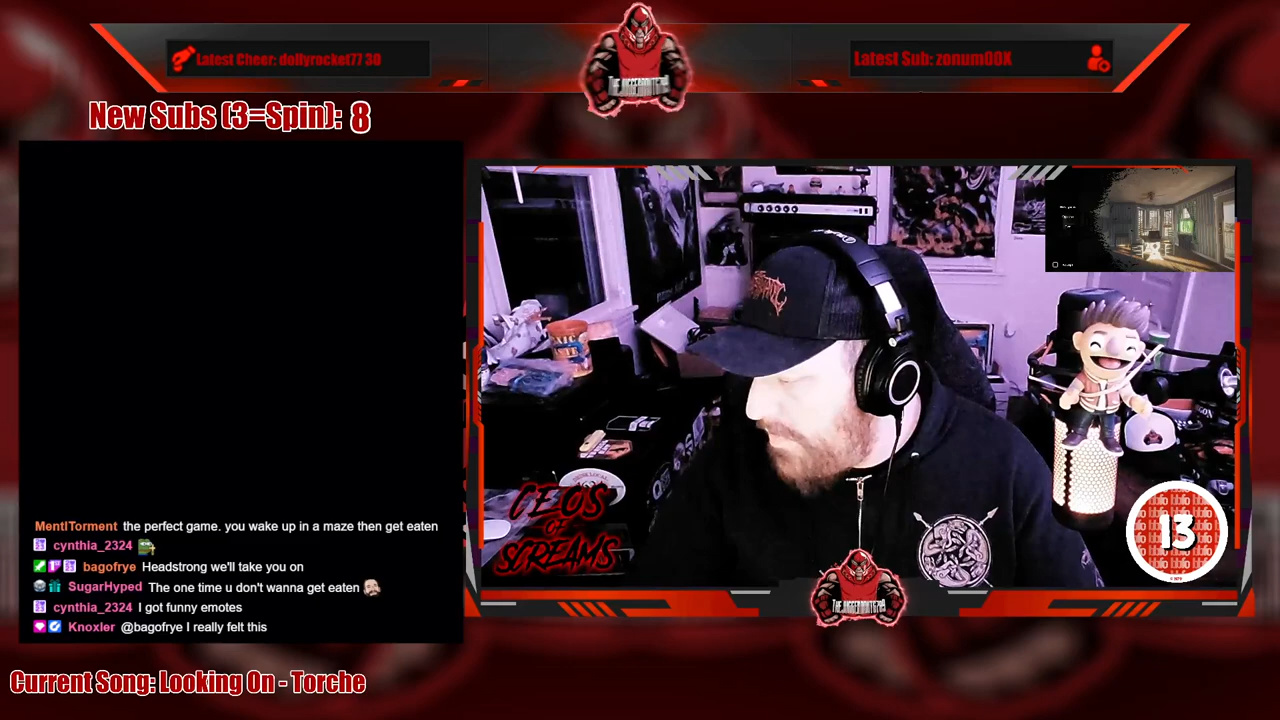 Latest Cheer: dollyrocket77 30
Latest Sub: zonum00X
New Subs (3=Spin): 8
MentlTorment the perfect game. you wake up in a maze then get eaten
cynthia_2324
bagofrye Headstrong we'll take you on
SugarHyped The one time u don't wanna get eaten
cynthia_2324 I got funny emotes
Knoxler @bagofrye I really felt this
CEOS
OF
SCREAMS
13
Current Song: Looking On - Torche